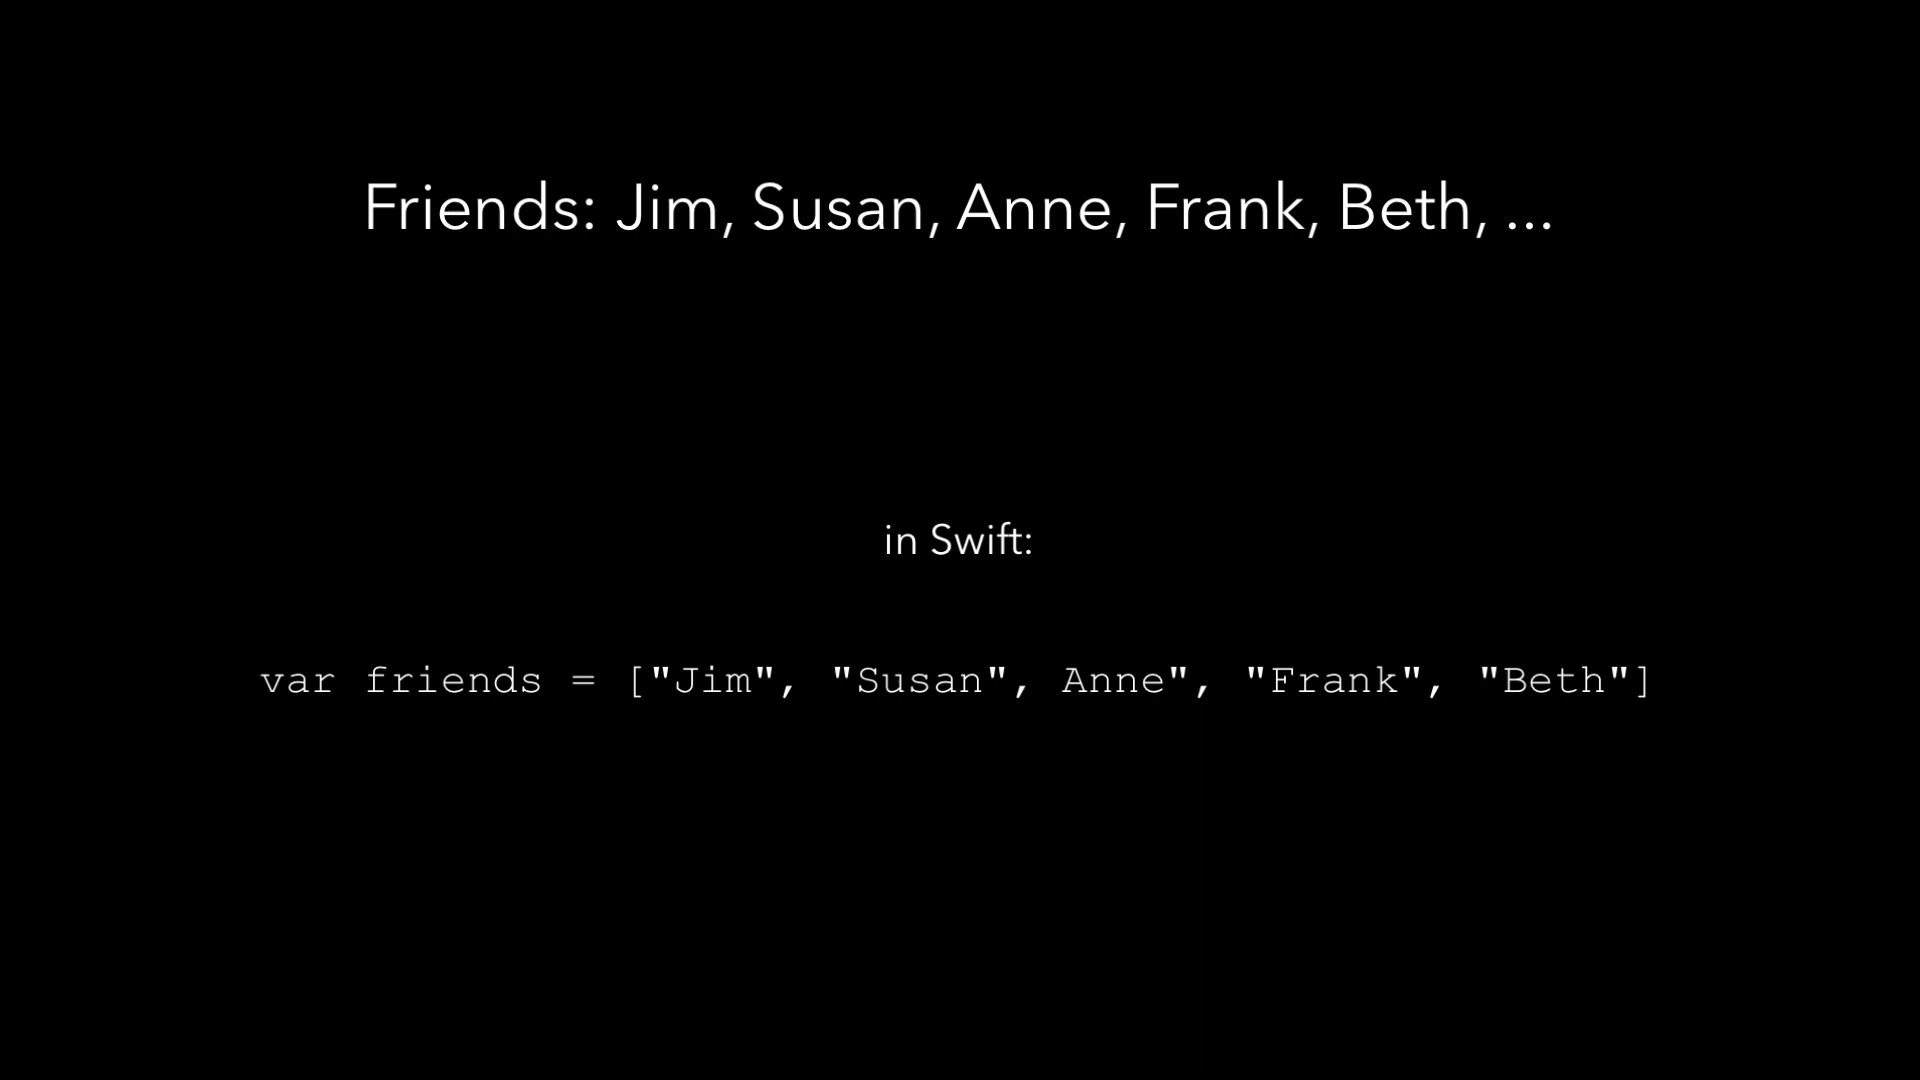 Friends: Jim, Susan, Anne, Frank, Beth, ...
in Swift:
var friends = ["Jim", "Susan", Anne", "Frank", "Beth"]